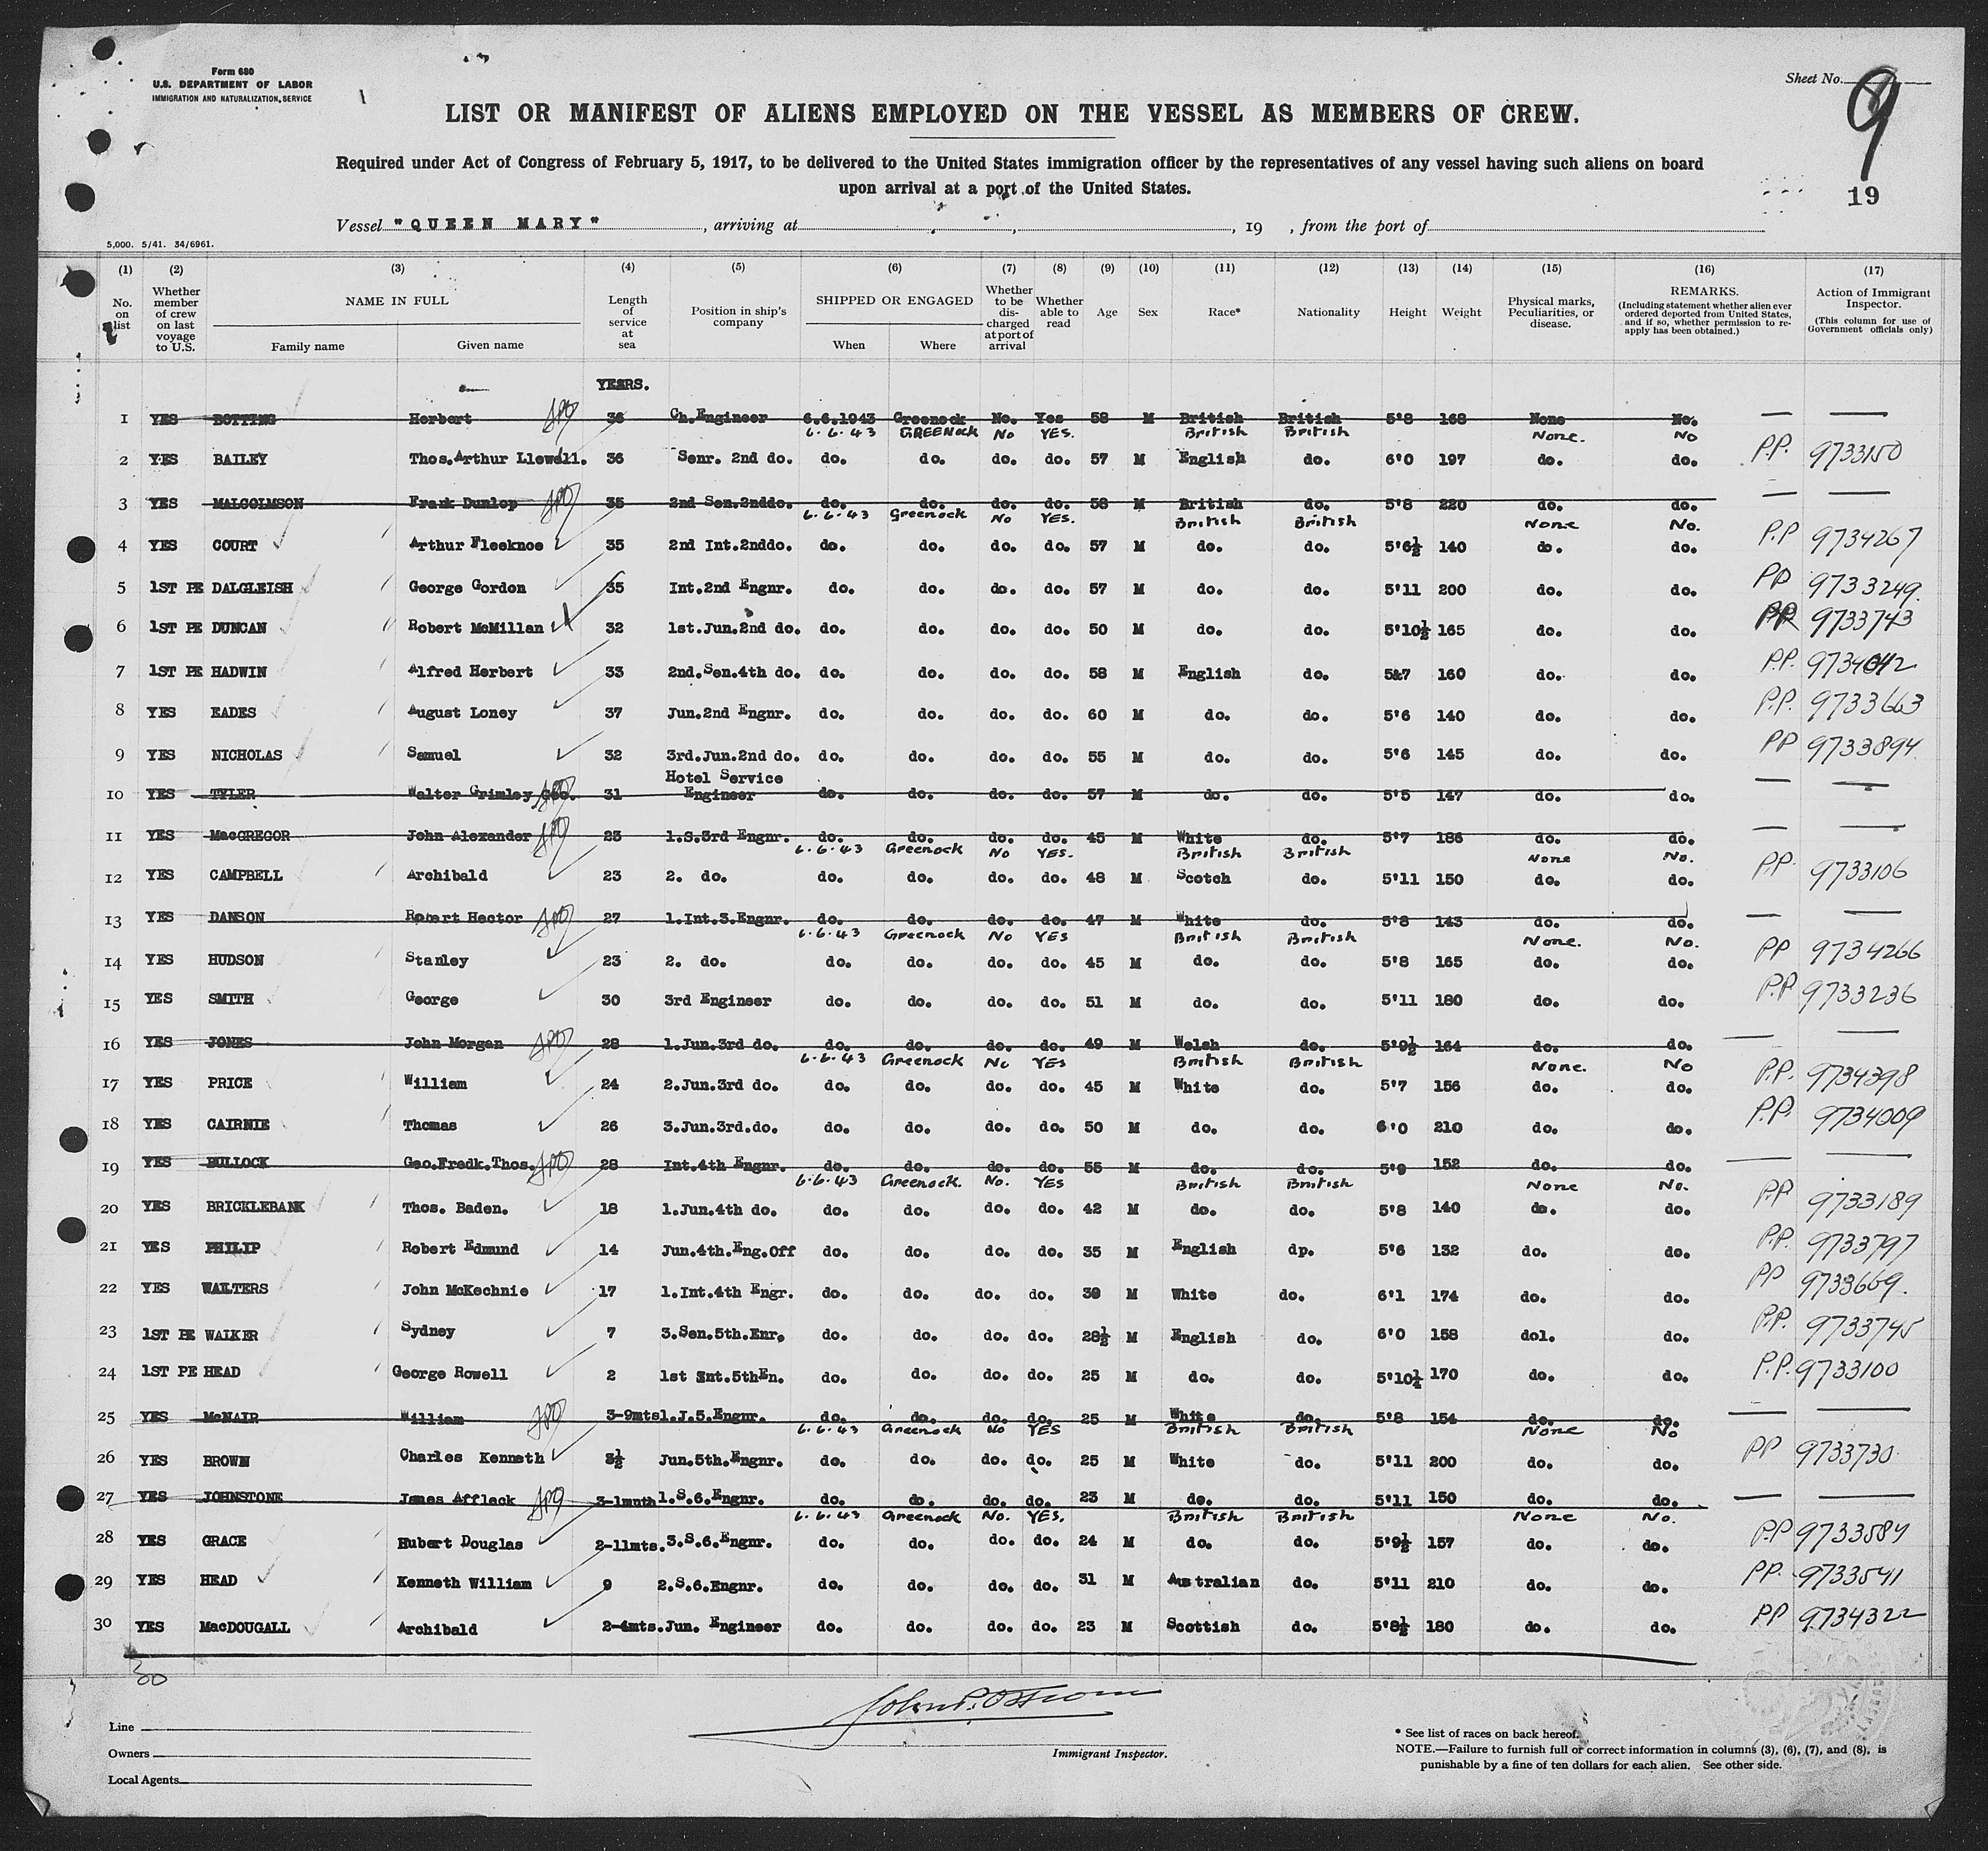 Form 680
U.S. DEPARTMENT OF LABOR
IMMIGRATION AND NATURALIZATION SERVICE
Sheet No. 9
19
LIST OR MANIFEST OF ALIENS EMPLOYED ON THE VESSEL AS MEMBERS OF CREW.
Required under Act of Congress of February 5, 1917, to be delivered to the United States immigration officer by the representatives of any vessel having such aliens on board
upon arrival at a port of the United States.
Vessel "QUEEN MARY", arriving at , , 19 , from the port of
5,000. 5/41. 34/6961.
(1) (2) (3) (4) (5) (6) (7) (8) (9) (10) (11) (12) (13) (14) (15) (16) (17)
No. on list Whether member of crew on last voyage to U.S. NAME IN FULL Family name Given name Length of service at sea Position in ship's company SHIPPED OR ENGAGED When Where Whether to be discharged at port of arrival Whether able to read Age Sex Race* Nationality Height Weight Physical marks, Peculiarities, or disease. REMARKS. (Including statement whether alien ever ordered deported from United States, and if so, whether permission to reapply has been obtained.) Action of Immigrant Inspector. (This column for use of Government officials only)
YEARS.
1 YES BOTTING Herbert 36 Ch.Engineer 6.6.1943 Greenock No. Yes 58 M British British 5'8 168 None No. —— ——
6.6.43 GREENock No YES. British British None. No
2 YES BAILEY Thos.Arthur Llewell. 36 Senr. 2nd do. do. do. do. do. 57 M English do. 6'0 197 do. do. P.P. 9733150
3 YES MALCOLMSON Frank Dunlop 35 2nd Sen.2nddo. do. do. do. do. 58 M British do. 5'8 220 do. do. —— ——
6.6.43 Greenock No YES. British British None No.
4 YES COURT Arthur Fleeknoe 35 2nd Int.2nddo. do. do. do. do. 57 M do. do. 5'6½ 140 do. do. P.P 9734267
5 1ST PE DALGLEISH George Gordon 35 Int.2nd Engnr. do. do. do. do. 57 M do. do. 5'11 200 do. do. PP 9733249.
6 1ST PE DUNCAN Robert McMillan 32 1st.Jun.2nd do. do. do. do. do. 50 M do. do. 5'10½ 165 do. do. PP 9733743
7 1ST PE HADWIN Alfred Herbert 33 2nd.Sen.4th do. do. do. do. do. 58 M English do. 5&7 160 do. do. P.P. 9734042
8 YES EADES August Loney 37 Jun.2nd Engnr. do. do. do. do. 60 M do. do. 5'6 140 do. do. P.P. 9733663
9 YES NICHOLAS Samuel 32 3rd.Jun.2nd do. do. do. do. do. 55 M do. do. 5'6 145 do. do. PP 9733894
Hotel Service
10 YES TYLER Walter Grimley Geo. 31 Engineer do. do. do. do. 57 M do. do. 5'5 147 do. do. —— ——
11 YES MacGREGOR John Alexander 25 1.S.3rd Engnr. do. do. do. do. 45 M White do. 5'7 186 do. do. —— ——
6.6.43 Greenock No YES. British British None No.
12 YES CAMPBELL Archibald 23 2. do. do. do. do. do. 48 M Scotch do. 5'11 150 do. do. PP. 9733106
13 YES DANSON Robert Hector 27 1.Int.3.Engnr. do. do. do. do. 47 M White do. 5'8 143 do. do. —— ——
6.6.43 Greenock No YES British British None. No.
14 YES HUDSON Stanley 23 2. do. do. do. do. do. 45 M do. do. 5'8 165 do. do. PP 9734266
15 YES SMITH George 30 3rd Engineer do. do. do. do. 51 M do. do. 5'11 180 do. do. P.P. 9733236
16 YES JONES John Morgan 28 1.Jun.3rd do. do. do. do. do. 49 M Welsh do. 5'9½ 164 do. do. —— ——
6.6.43 Greenock No YES British British None. No
17 YES PRICE William 24 2.Jun.3rd do. do. do. do. do. 45 M White do. 5'7 156 do. do. P.P. 9734398
18 YES CAIRNIE Thomas 26 3.Jun.3rd.do. do. do. do. do. 50 M do. do. 6'0 210 do. do. P.P. 9734009
19 YES BULLOCK Geo.Fredk.Thos. 28 Int.4th Engnr. do. do. do. do. 55 M do. do. 5'9 152 do. do. —— ——
6.6.43 Greenock. No. YES British British None No.
20 YES BRICKLEBANK Thos. Baden. 18 1.Jun.4th do. do. do. do. do. 42 M do. do. 5'8 140 do. do. PP 9733189
21 YES PHILIP Robert Edmund 14 Jun.4th.Eng.Off do. do. do. do. 35 M English dp. 5'6 132 do. do. P.P. 9733797
22 YES WALTERS John McKechnie 17 1.Int.4th Engr. do. do. do. do. 39 M White do. 6'1 174 do. do. PP 9733669.
23 1ST PE WALKER Sydney 7 3.Sen.5th.Enr. do. do. do. do. 28½ M English do. 6'0 158 dol. do. P.P. 9733745
24 1ST PE HEAD George Rowell 2 1st Int.5thEn. do. do. do. do. 25 M do. do. 5'10½ 170 do. do. P.P. 9733100
25 YES McNAIR William 3-9mts 1.J.5.Engnr. do. do. do. do. 25 M White do. 5'8 154 do. do. —— ——
6.6.43 Greenock No YES British British None No
26 YES BROWN Charles Kenneth 3½ Jun.5th.Engnr. do. do. do. do. 25 M White do. 5'11 200 do. do. PP 9733730
27 YES JOHNSTONE James Affleck 3-1mnth 1.S.6.Engnr. do. do. do. do. 23 M do. do. 5'11 150 do. do. —— ——
6.6.43 Greenock No. YES. British British None No.
28 YES GRACE Hubert Douglas 2-11mts. 3.S.6.Engnr. do. do. do. do. 24 M do. do. 5'9½ 157 do. do. P.P 9733584
29 YES HEAD Kenneth William 9 2.S.6.Engnr. do. do. do. do. 31 M Australian do. 5'11 210 do. do. PP. 9733541
30 YES MacDOUGALL Archibald 2-4mts. Jun. Engineer do. do. do. do. 23 M Scottish do. 5'8½ 180 do. do. PP 9734322
30
John P. Ostrom
Immigrant Inspector.
Line
Owners
Local Agents
* See list of races on back hereof.
NOTE.—Failure to furnish full or correct information in columns (3), (6), (7), and (8), is
punishable by a fine of ten dollars for each alien. See other side.